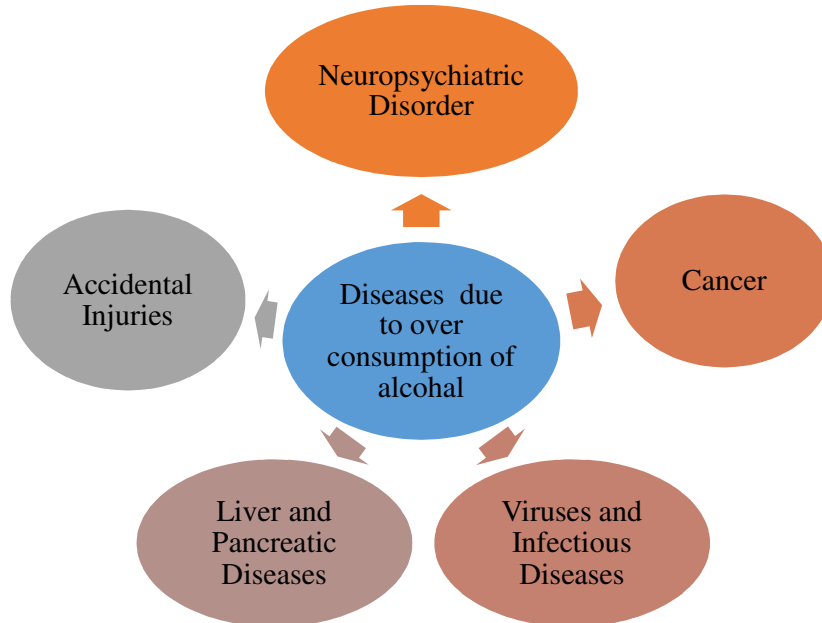 Neuropsychiatric
Disorder
Cancer
Accidental
Injuries
Diseases due
to over
consumption of
alcohal
Liver and
Pancreatic
Diseases
Viruses and
Infectious
Diseases